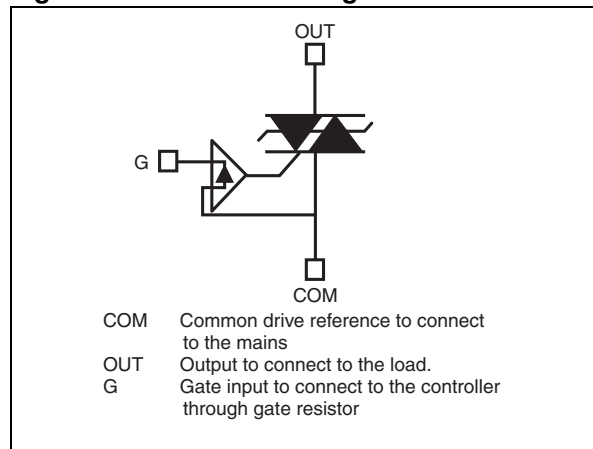 OUT
G
COM
COM Common drive reference to connect
to the mains
OUT Output to connect to the load.
G Gate input to connect to the controller
through gate resistor